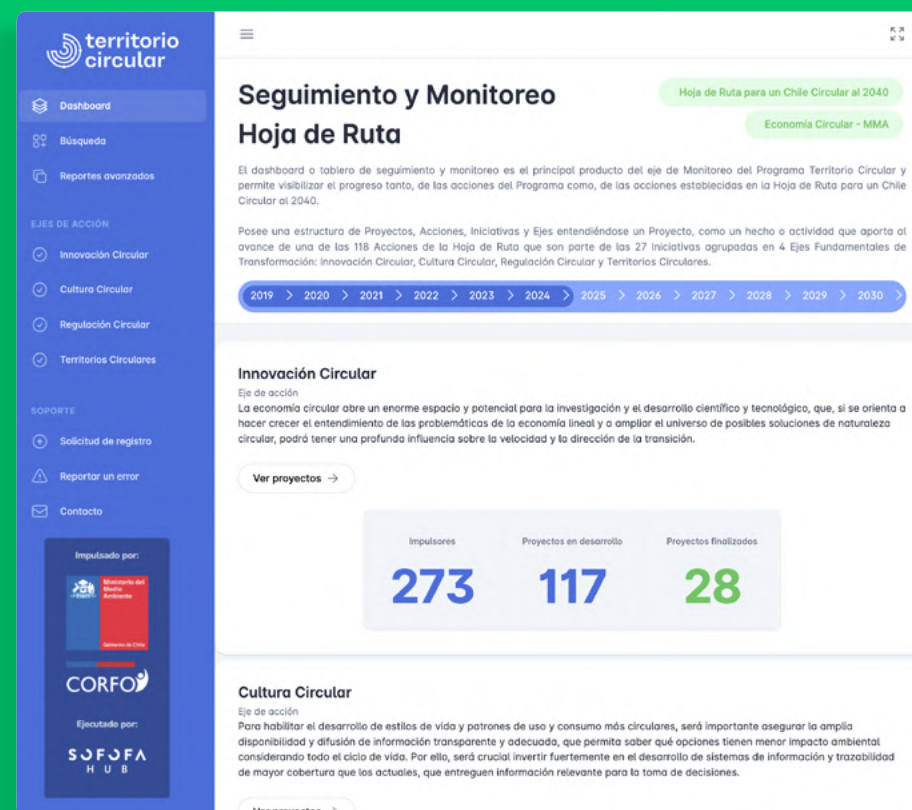 territorio
circular
Dashboard
Búsqueda
Reportes avanzados
EJES DE ACCIÓN
Innovación Circular
Cultura Circular
Regulación Circular
Territorios Circulares
SOPORTE
Solicitud de registro
Reportar un error
Contacto
Impulsado por:
Ministerio del
Medio
Ambiente
Gobierno de Chile
CORFO
Ejecutado por:
SOFOFA
HUB
Seguimiento y Monitoreo
Hoja de Ruta
Hoja de Ruta para un Chile Circular al 2040
Economía Circular - MMA
El dashboard o tablero de seguimiento y monitoreo es el principal producto del eje de Monitoreo del Programa Territorio Circular y
permite visibilizar el progreso tanto, de las acciones del Programa como, de las acciones establecidas en la Hoja de Ruta para un Chile
Circular al 2040.
Posee una estructura de Proyectos, Acciones, Iniciativas y Ejes entendiéndose un Proyecto, como un hecho o actividad que aporta al
avance de una de las 118 Acciones de la Hoja de Ruta que son parte de las 27 Iniciativas agrupadas en 4 Ejes Fundamentales de
Transformación: Innovación Circular, Cultura Circular, Regulación Circular y Territorios Circulares.
2019 > 2020 > 2021 > 2022 > 2023 > 2024 > 2025 > 2026 > 2027 > 2028 > 2029 > 2030 >
Innovación Circular
Eje de acción
La economía circular abre un enorme espacio y potencial para la investigación y el desarrollo científico y tecnológico, que, si se orienta a
hacer crecer el entendimiento de las problemáticas de la economía lineal y a ampliar el universo de posibles soluciones de naturaleza
circular, podrá tener una profunda influencia sobre la velocidad y la dirección de la transición.
Ver proyectos →
Impulsores Proyectos en desarrollo Proyectos finalizados
273 117 28
Cultura Circular
Eje de acción
Para habilitar el desarrollo de estilos de vida y patrones de uso y consumo más circulares, será importante asegurar la amplia
disponibilidad y difusión de información transparente y adecuada, que permita saber qué opciones tienen menor impacto ambiental
considerando todo el ciclo de vida. Por ello, será crucial invertir fuertemente en el desarrollo de sistemas de información y trazabilidad
de mayor cobertura que los actuales, que entreguen información relevante para la toma de decisiones.
Ver proyectos